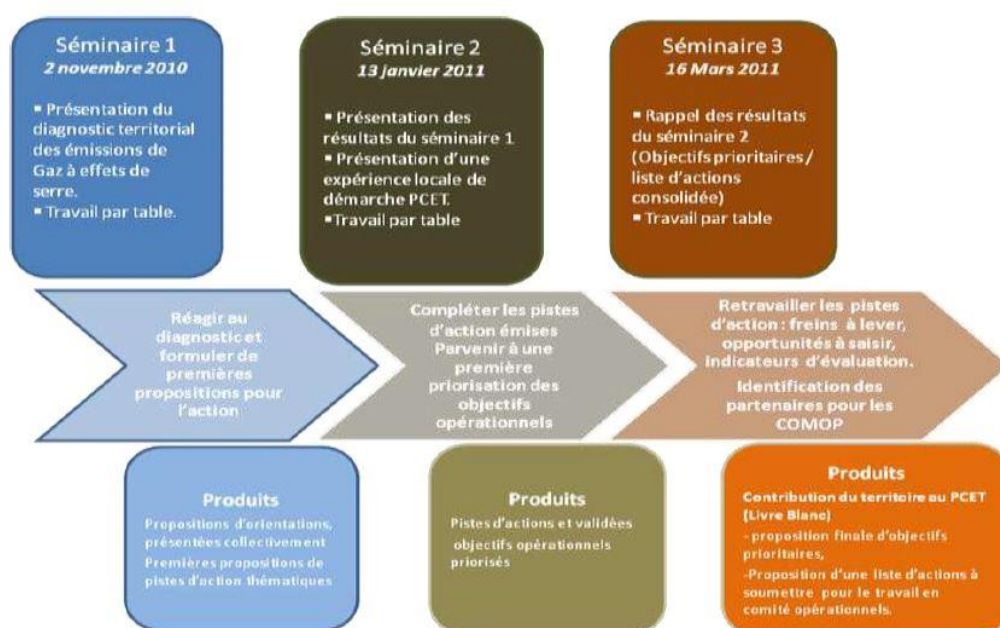 Séminaire 1
2 novembre 2010
▪ Présentation du
diagnostic territorial
des émissions de
Gaz à effets de
serre.
▪ Travail par table.
Séminaire 2
13 janvier 2011
▪ Présentation des
résultats du séminaire 1
▪ Présentation d'une
expérience locale de
démarche PCET.
▪Travail par table
Séminaire 3
16 Mars 2011
▪ Rappel des résultats
du séminaire 2
(Objectifs prioritaires /
liste d'actions
consolidée)
▪ Travail par table
Réagir au
diagnostic et
formuler de
premières
propositions pour
l'action
Compléter les pistes
d'action émises
Parvenir à une
première
priorisation des
objectifs
opérationnels
Retravailler les pistes
d'action : freins à lever,
opportunités à saisir,
indicateurs d'évaluation.
Identification des
partenaires pour les
COMOP
Produits
Propositions d'orientations,
présentées collectivement
Premières propositions de
pistes d'action thématiques
Produits
Pistes d'actions et validées
objectifs opérationnels
priorisés
Produits
Contribution du territoire au PCET
(Livre Blanc)
- proposition finale d'objectifs
prioritaires,
-Proposition d'une liste d'actions à
soumettre pour le travail en
comité opérationnels.